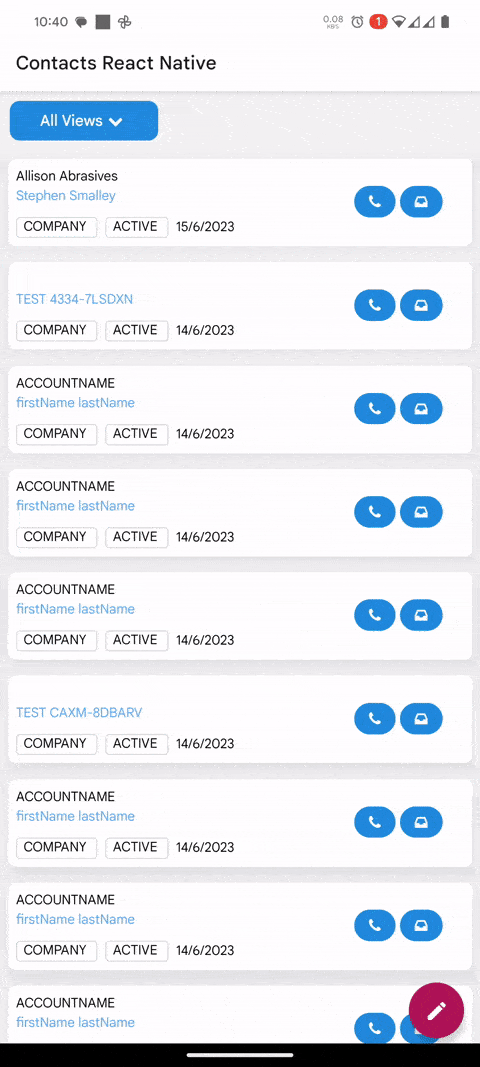 10:40
0.08
KB/S
1
Contacts React Native
All Views
Allison Abrasives
Stephen Smalley
COMPANY ACTIVE 15/6/2023
TEST 4334-7LSDXN
COMPANY ACTIVE 14/6/2023
ACCOUNTNAME
firstName lastName
COMPANY ACTIVE 14/6/2023
ACCOUNTNAME
firstName lastName
COMPANY ACTIVE 14/6/2023
ACCOUNTNAME
firstName lastName
COMPANY ACTIVE 14/6/2023
TEST CAXM-8DBARV
COMPANY ACTIVE 14/6/2023
ACCOUNTNAME
firstName lastName
COMPANY ACTIVE 14/6/2023
ACCOUNTNAME
firstName lastName
COMPANY ACTIVE 14/6/2023
ACCOUNTNAME
firstName lastName